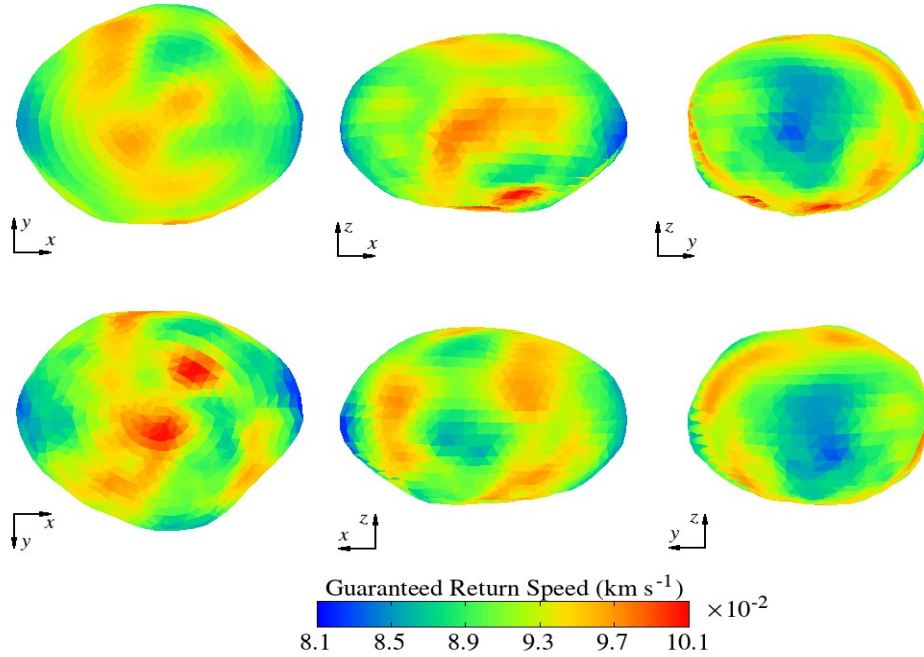 y
x
z
x
z
y
x
y
z
x
z
y
Guaranteed Return Speed (km s⁻¹)
×10⁻²
8.1 8.5 8.9 9.3 9.7 10.1